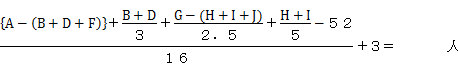 {A − (B + D + F)}+ (B + D)/3 + (G − (H + I + J))/２．５ + (H + I)/5 − ５２
１６
＋３＝　　　人